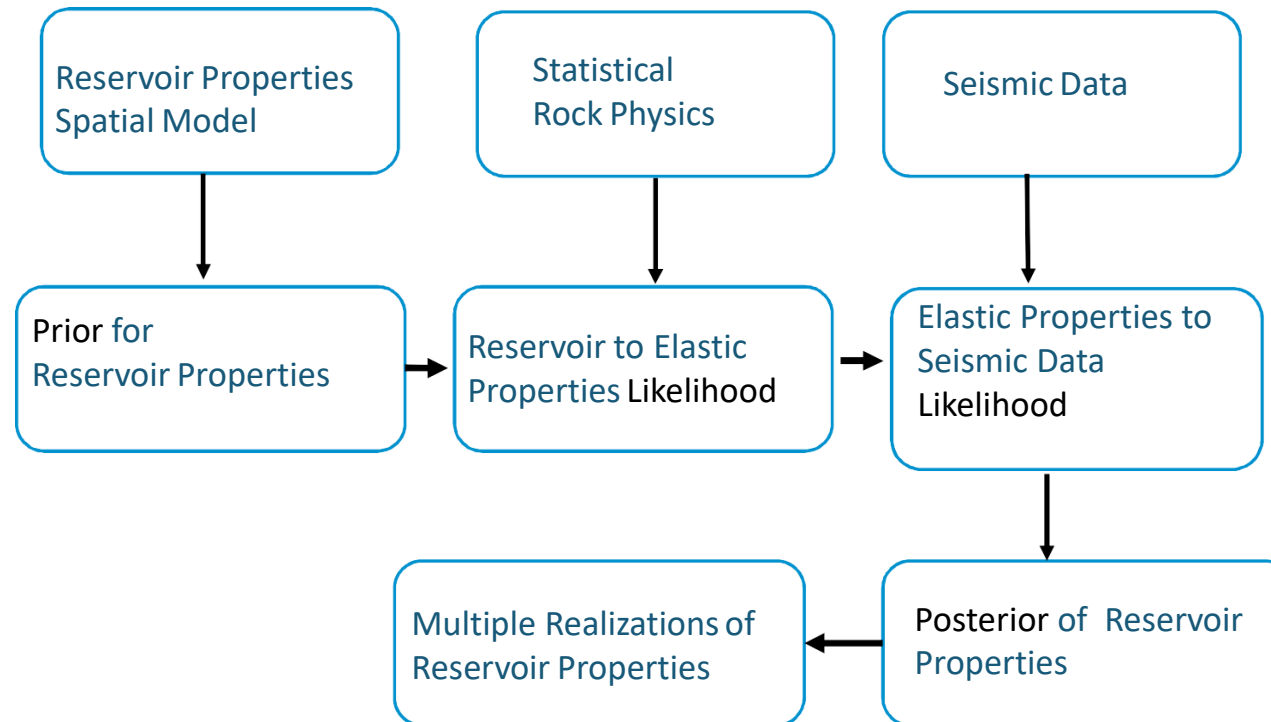 Reservoir Properties
Spatial Model
Statistical
Rock Physics
Seismic Data
Prior for
Reservoir Properties
Reservoir to Elastic
Properties Likelihood
Elastic Properties to
Seismic Data
Likelihood
Multiple Realizations of
Reservoir Properties
Posterior of Reservoir
Properties